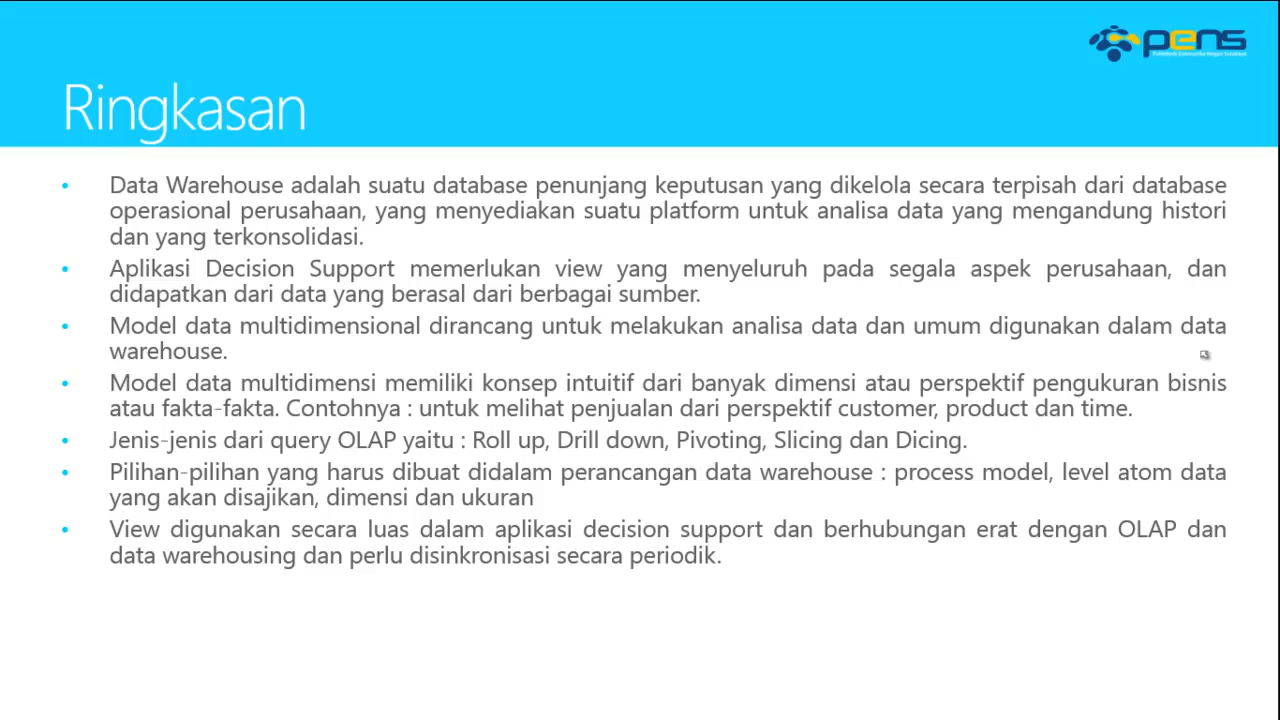 pens
Politeknik Elektronika Negeri Surabaya
Ringkasan
• Data Warehouse adalah suatu database penunjang keputusan yang dikelola secara terpisah dari database
operasional perusahaan, yang menyediakan suatu platform untuk analisa data yang mengandung histori
dan yang terkonsolidasi.
• Aplikasi Decision Support memerlukan view yang menyeluruh pada segala aspek perusahaan, dan
didapatkan dari data yang berasal dari berbagai sumber.
• Model data multidimensional dirancang untuk melakukan analisa data dan umum digunakan dalam data
warehouse.
• Model data multidimensi memiliki konsep intuitif dari banyak dimensi atau perspektif pengukuran bisnis
atau fakta-fakta. Contohnya : untuk melihat penjualan dari perspektif customer, product dan time.
• Jenis-jenis dari query OLAP yaitu : Roll up, Drill down, Pivoting, Slicing dan Dicing.
• Pilihan-pilihan yang harus dibuat didalam perancangan data warehouse : process model, level atom data
yang akan disajikan, dimensi dan ukuran
• View digunakan secara luas dalam aplikasi decision support dan berhubungan erat dengan OLAP dan
data warehousing dan perlu disinkronisasi secara periodik.